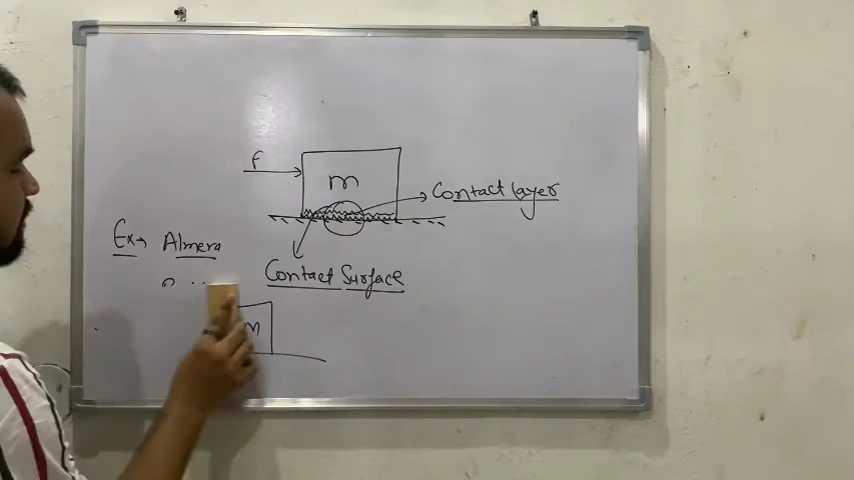 F
m
Contact layer
Ex→ Almera
Contact Surface
m